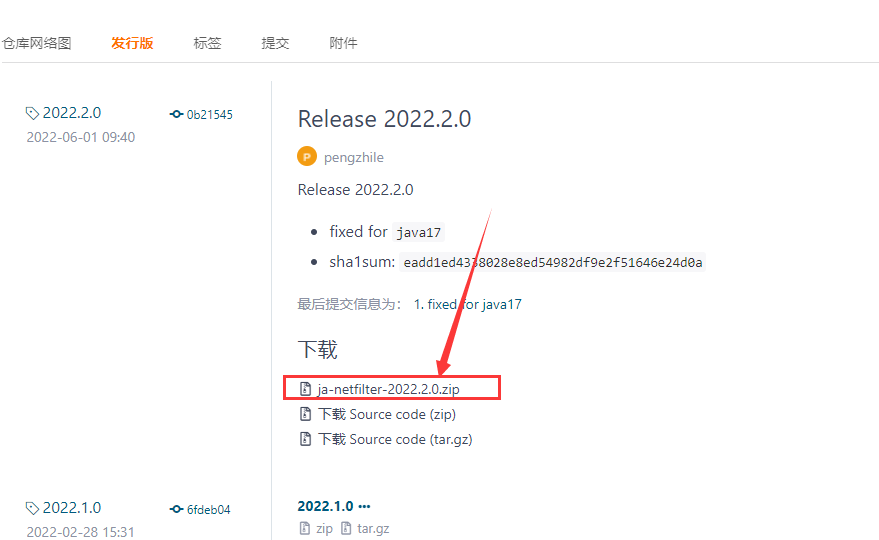 仓库网络图 发行版 标签 提交 附件
2022.2.0 0b21545
2022-06-01 09:40
Release 2022.2.0
P pengzhile
Release 2022.2.0
fixed for java17
sha1sum: eadd1ed4338028e8ed54982df9e2f51646e24d0a
最后提交信息为： 1. fixed for java17
下载
ja-netfilter-2022.2.0.zip
下载 Source code (zip)
下载 Source code (tar.gz)
2022.1.0 6fdeb04
2022-02-28 15:31
2022.1.0 •••
zip tar.gz